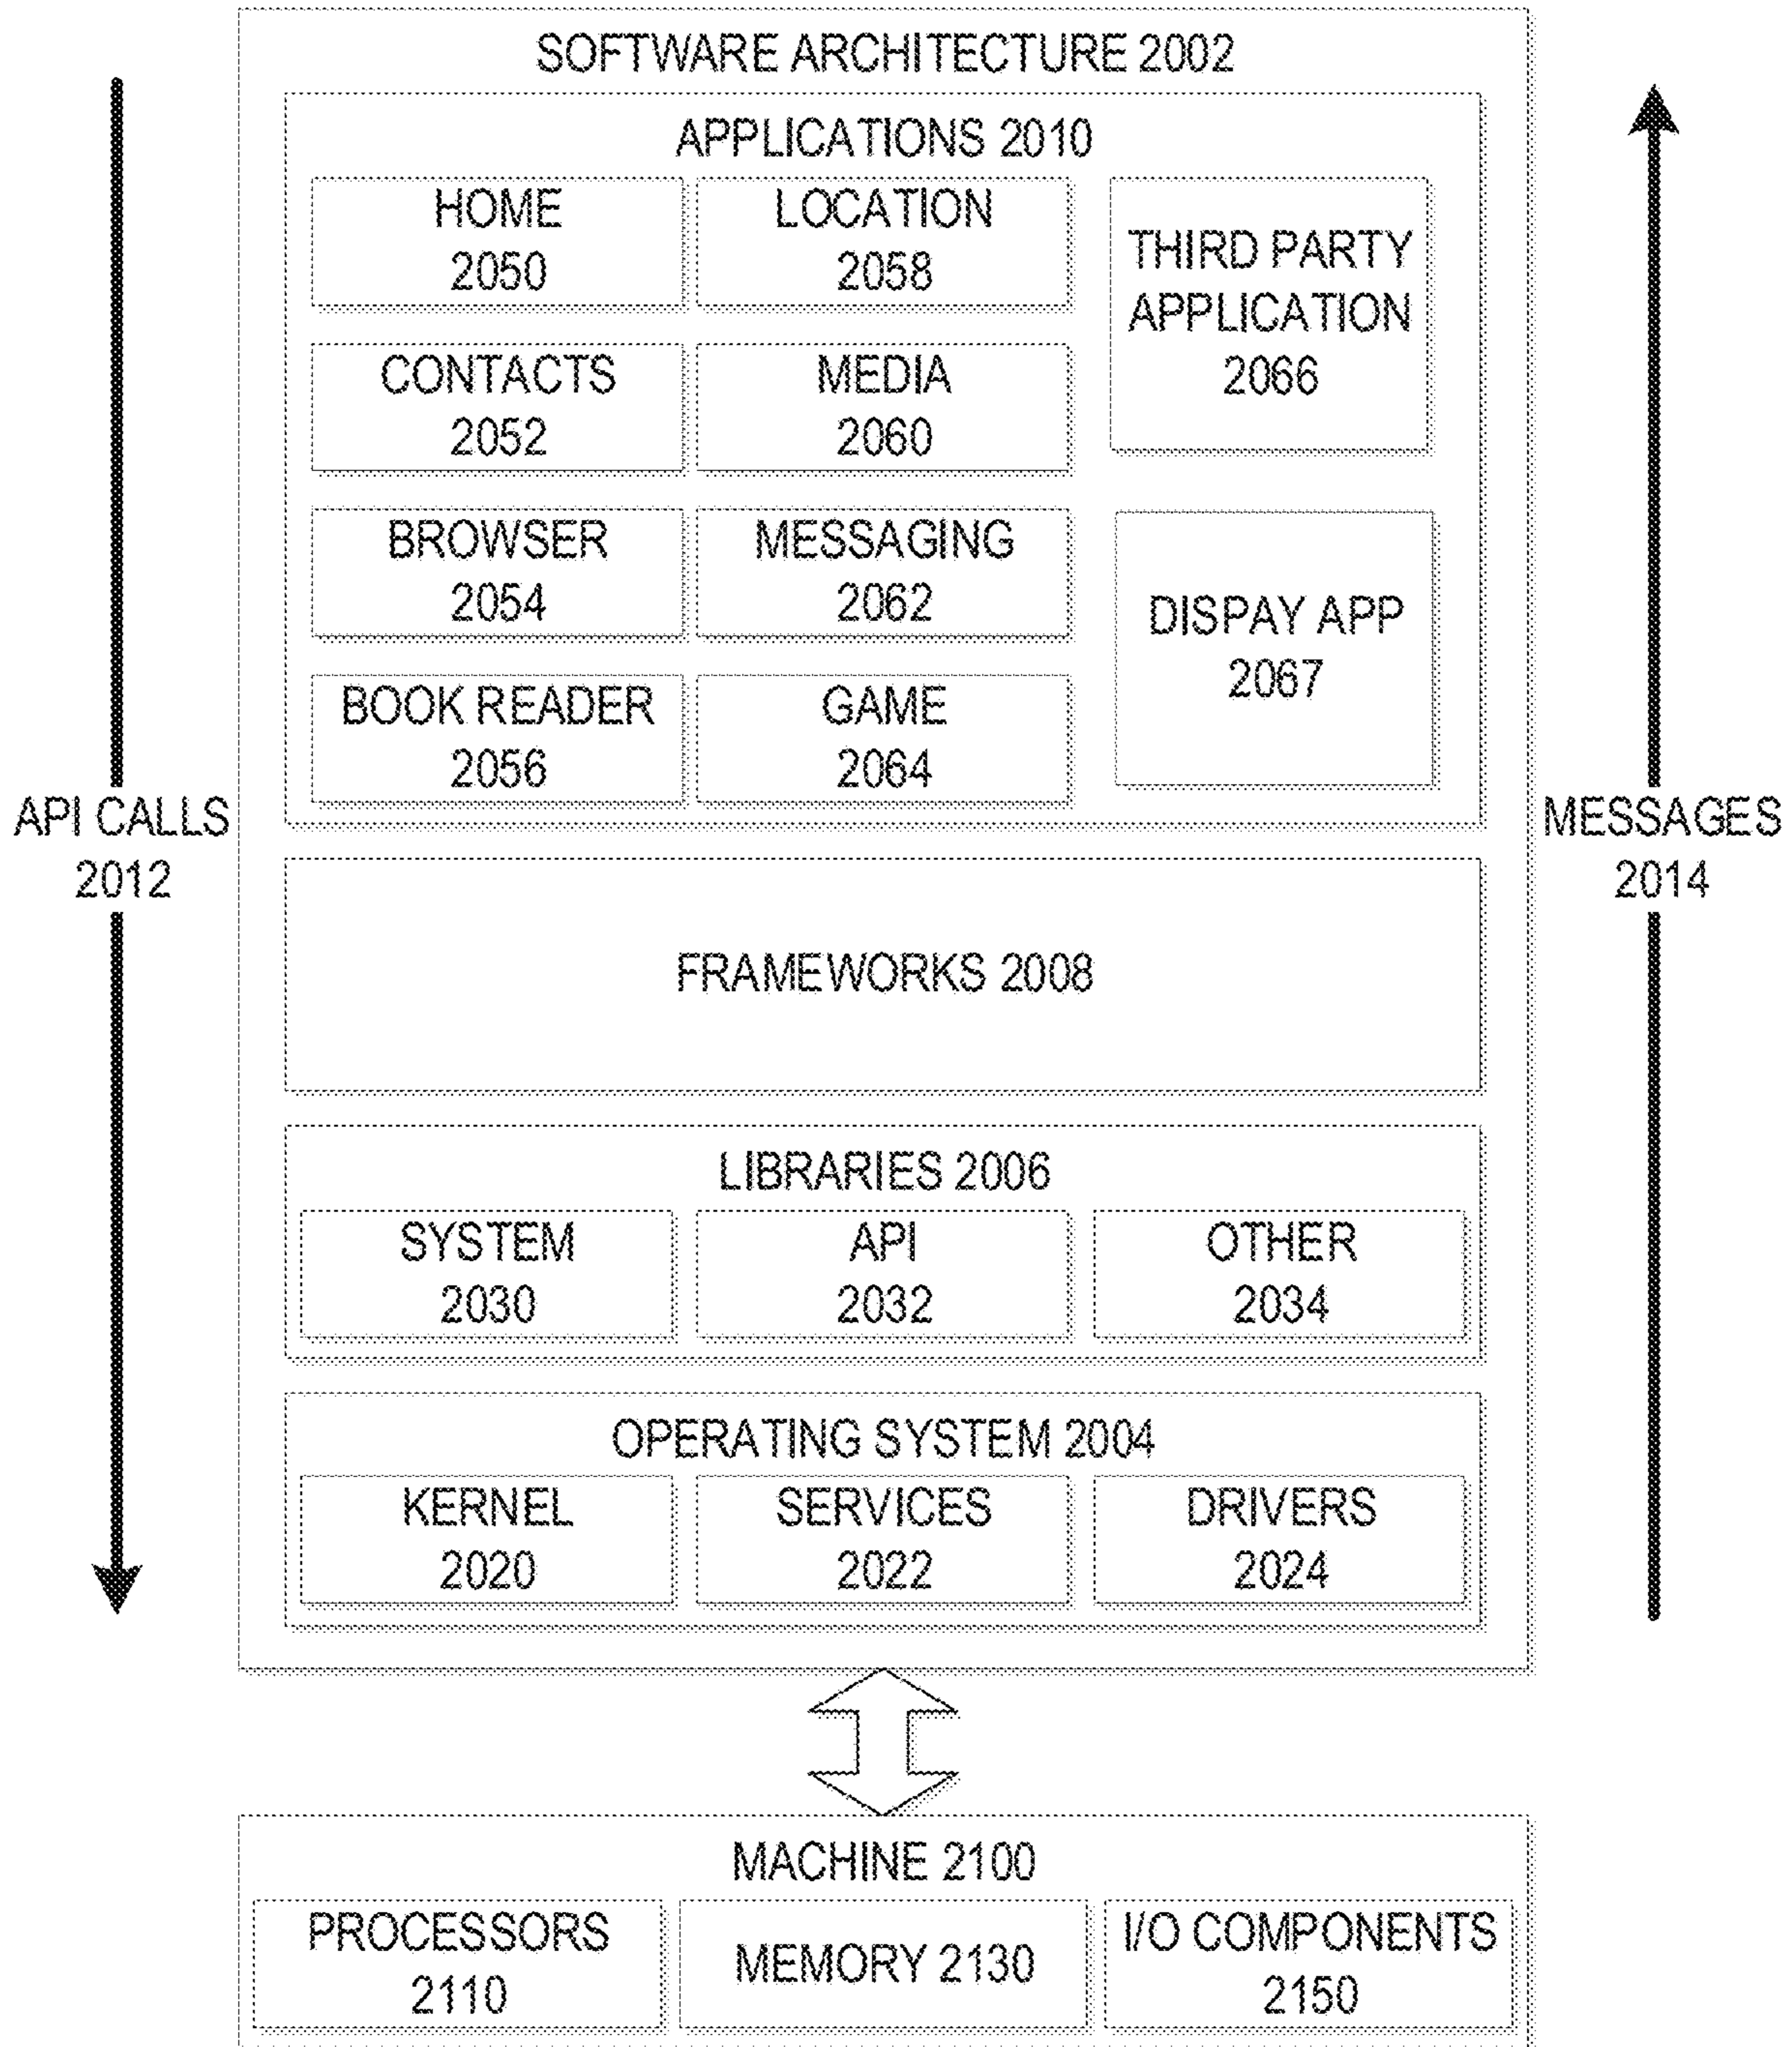 SOFTWARE ARCHITECTURE 2002
APPLICATIONS 2010
HOME
2050
LOCATION
2058
THIRD PARTY
APPLICATION
2066
CONTACTS
2052
MEDIA
2060
BROWSER
2054
MESSAGING
2062
DISPAY APP
2067
BOOK READER
2056
GAME
2064
API CALLS
2012
MESSAGES
2014
FRAMEWORKS 2008
LIBRARIES 2006
SYSTEM
2030
API
2032
OTHER
2034
OPERATING SYSTEM 2004
KERNEL
2020
SERVICES
2022
DRIVERS
2024
MACHINE 2100
PROCESSORS
2110
MEMORY 2130
I/O COMPONENTS
2150